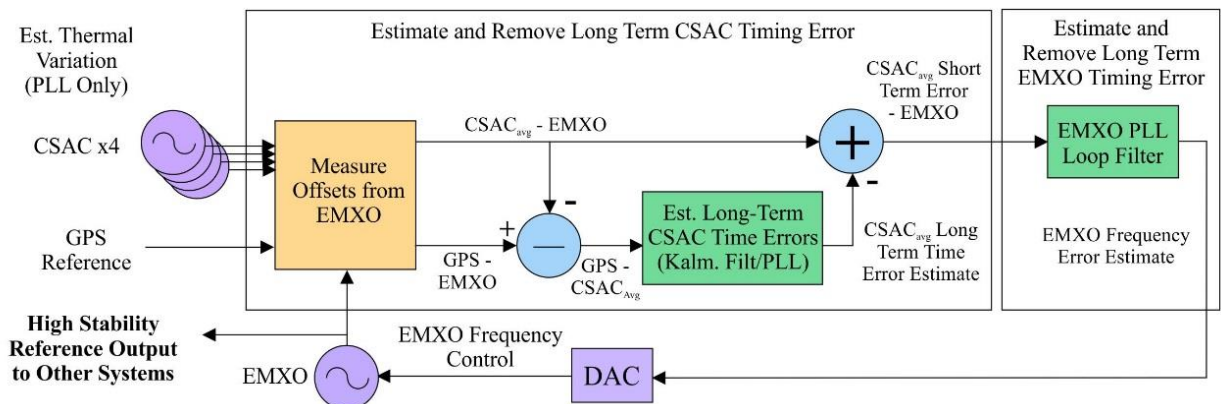 Est. Thermal
Variation
(PLL Only)
CSAC x4
GPS
Reference
High Stability
Reference Output
to Other Systems
Estimate and Remove Long Term CSAC Timing Error
Measure
Offsets from
EMXO
CSACavg - EMXO
+
-
—
GPS -
EMXO
GPS -
CSACAvg
Est. Long-Term
CSAC Time Errors
(Kalm. Filt/PLL)
CSACavg Short
Term Error
- EMXO
+
-
CSACavg Long
Term Time
Error Estimate
Estimate and
Remove Long Term
EMXO Timing Error
EMXO PLL
Loop Filter
EMXO Frequency
Error Estimate
EMXO
EMXO Frequency
Control
DAC